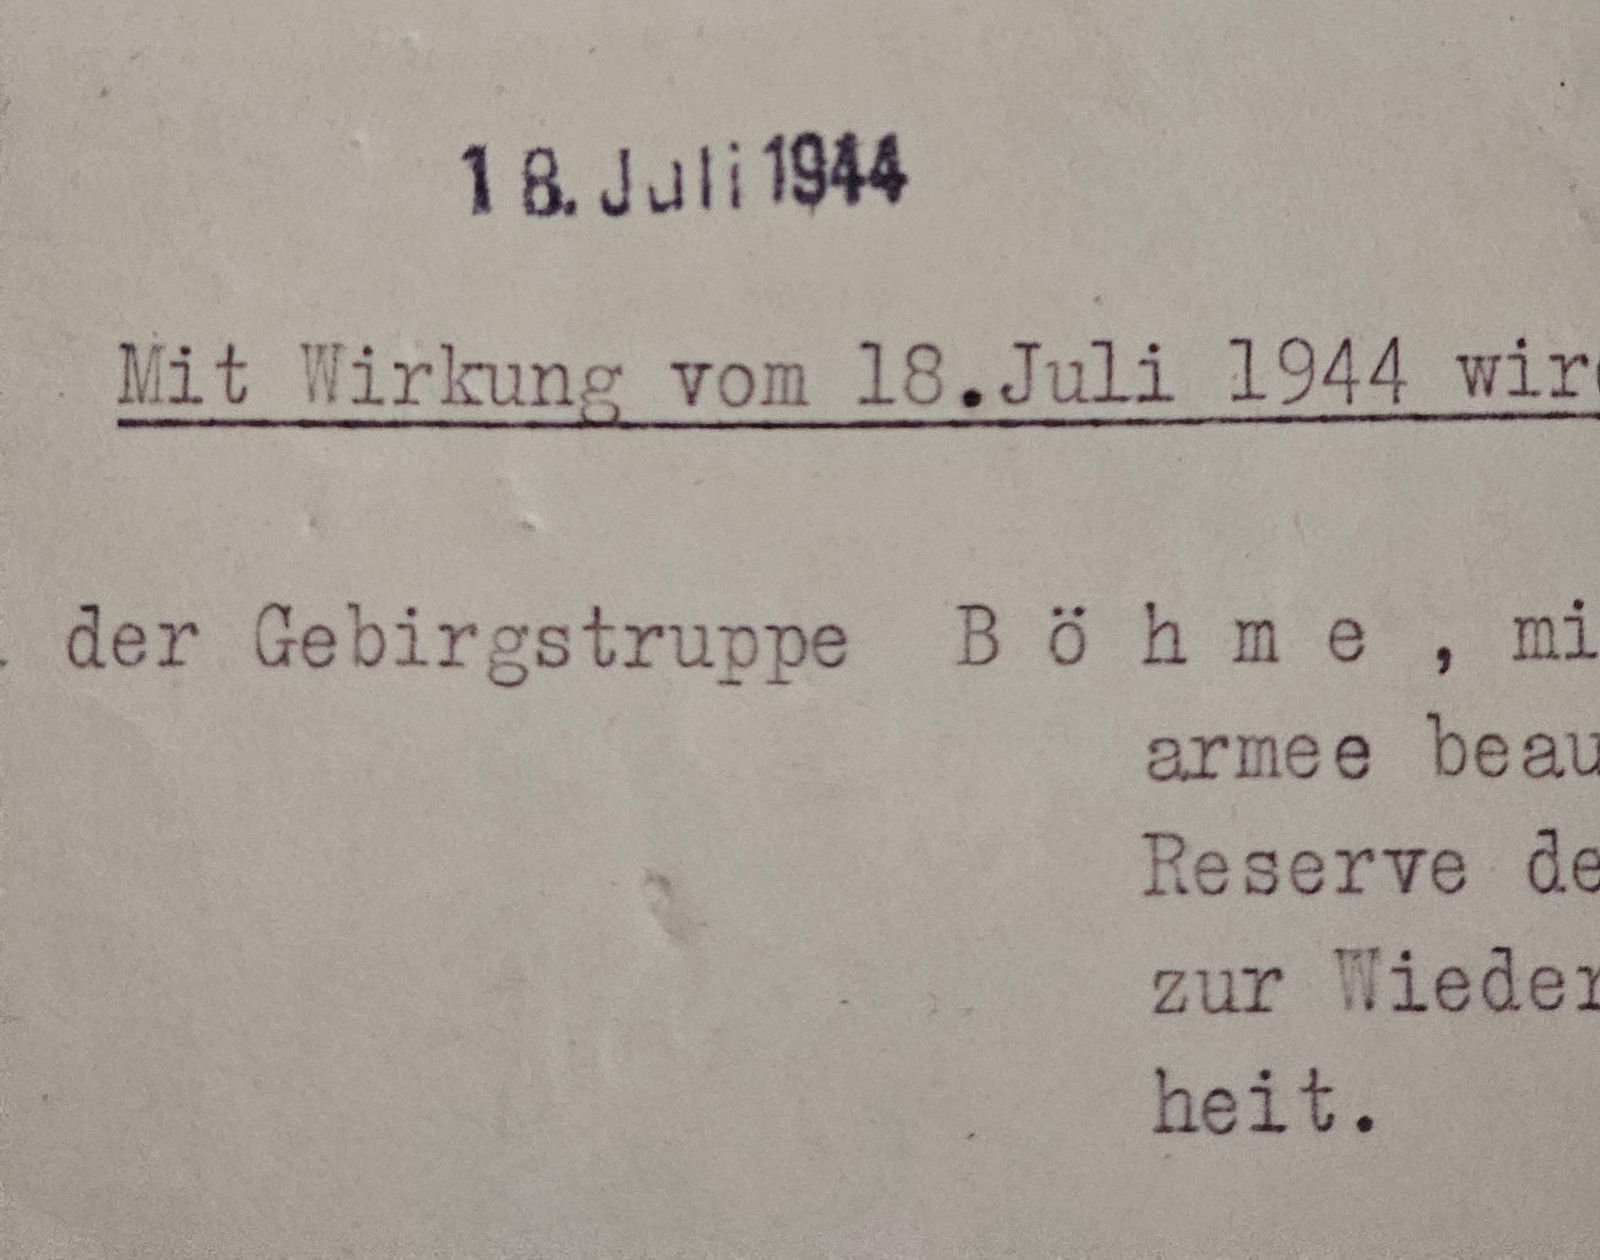 18. Juli 1944
Mit Wirkung vom 18.Juli 1944 wir
. der Gebirgstruppe B ö h m e , mi
armee beau
Reserve de
zur Wieder
heit.